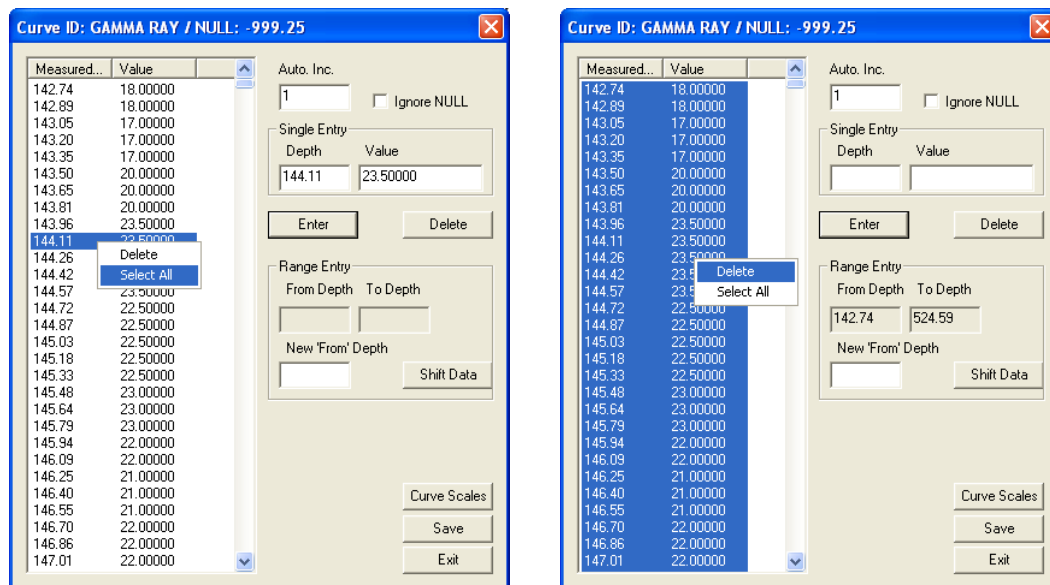 Curve ID: GAMMA RAY / NULL: -999.25
Measured... Value
142.74 18.00000
142.89 18.00000
143.05 17.00000
143.20 17.00000
143.35 17.00000
143.50 20.00000
143.65 20.00000
143.81 20.00000
143.96 23.50000
144.11 23.50000
144.26
144.42
144.57 23.50000
144.72 22.50000
144.87 22.50000
145.03 22.50000
145.18 22.50000
145.33 22.50000
145.48 23.00000
145.64 23.00000
145.79 23.00000
145.94 22.00000
146.09 22.00000
146.25 21.00000
146.40 21.00000
146.55 21.00000
146.70 22.00000
146.86 22.00000
147.01 22.00000
Delete
Select All
Auto. Inc.
1
Ignore NULL
Single Entry
Depth Value
144.11 23.50000
Enter Delete
Range Entry
From Depth To Depth
New 'From' Depth
Shift Data
Curve Scales
Save
Exit
Curve ID: GAMMA RAY / NULL: -999.25
Measured... Value
142.74 18.00000
142.89 18.00000
143.05 17.00000
143.20 17.00000
143.35 17.00000
143.50 20.00000
143.65 20.00000
143.81 20.00000
143.96 23.50000
144.11 23.50000
144.26 23.50000
144.42 23.5
144.57 23.5
144.72 22.50000
144.87 22.50000
145.03 22.50000
145.18 22.50000
145.33 22.50000
145.48 23.00000
145.64 23.00000
145.79 23.00000
145.94 22.00000
146.09 22.00000
146.25 21.00000
146.40 21.00000
146.55 21.00000
146.70 22.00000
146.86 22.00000
147.01 22.00000
Delete
Select All
Auto. Inc.
1
Ignore NULL
Single Entry
Depth Value
Enter Delete
Range Entry
From Depth To Depth
142.74 524.59
New 'From' Depth
Shift Data
Curve Scales
Save
Exit